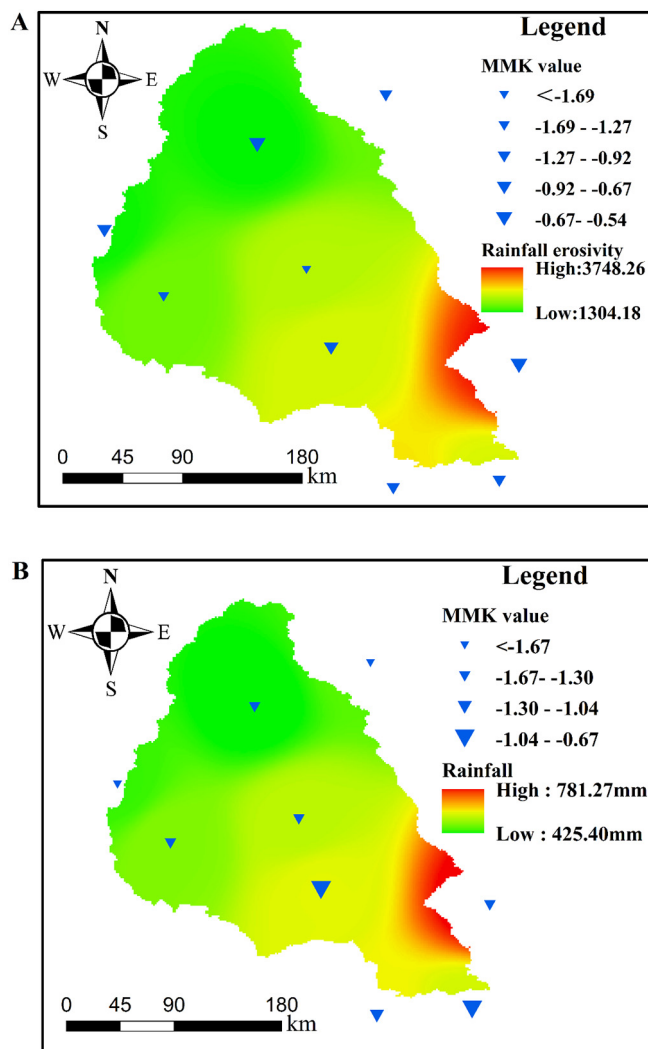 A
N
W E
S
Legend
MMK value
<-1.69
-1.69 - -1.27
-1.27 - -0.92
-0.92 - -0.67
-0.67- -0.54
Rainfall erosivity
High:3748.26
Low:1304.18
0 45 90 180
km
B
N
W E
S
Legend
MMK value
<-1.67
-1.67- -1.30
-1.30 - -1.04
-1.04 - -0.67
Rainfall
High : 781.27mm
Low : 425.40mm
0 45 90 180
km